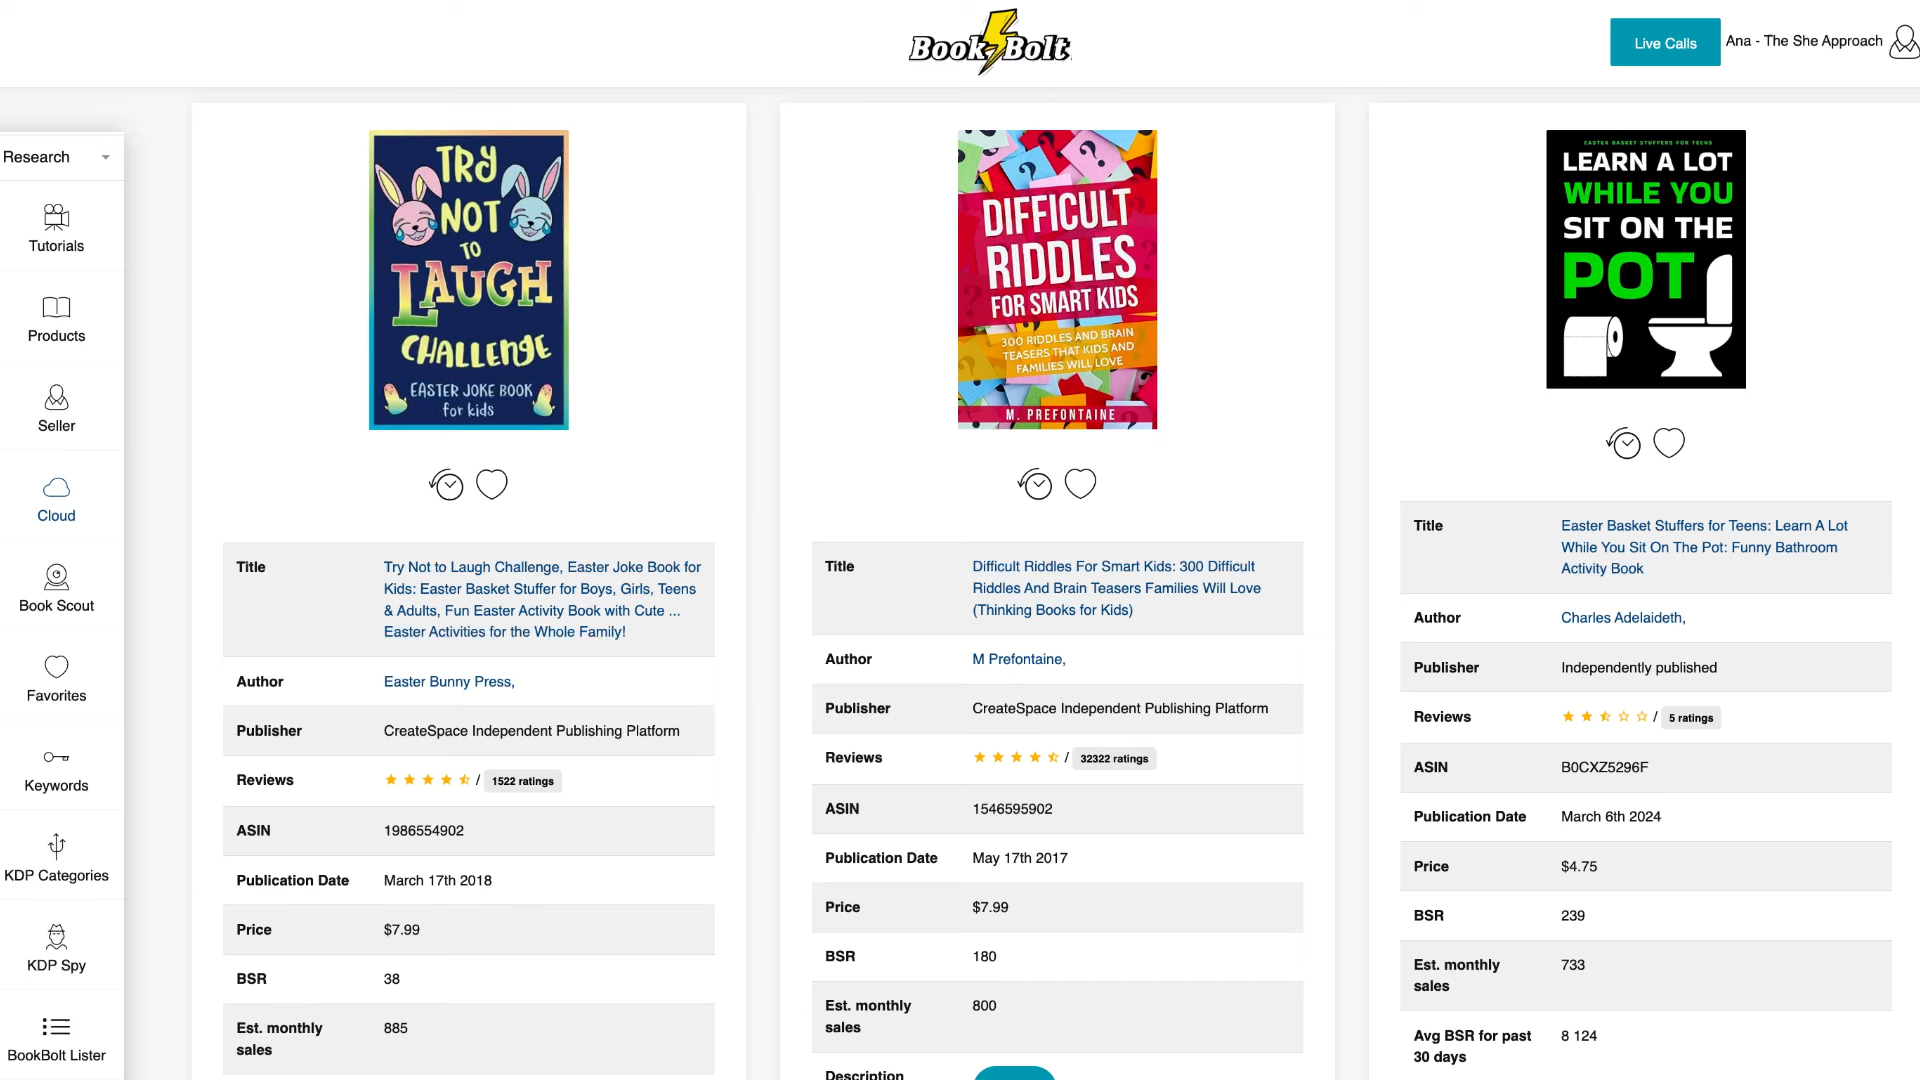 Book Bolt
Live Calls
Ana - The She Approach
Research
Tutorials
Products
Seller
Cloud
Book Scout
Favorites
Keywords
KDP Categories
KDP Spy
BookBolt Lister
TRY
NOT
TO
LAUGH
CHALLENGE
EASTER JOKE BOOK
for kids
Title
Try Not to Laugh Challenge, Easter Joke Book for
Kids: Easter Basket Stuffer for Boys, Girls, Teens
& Adults, Fun Easter Activity Book with Cute ...
Easter Activities for the Whole Family!
Author
Easter Bunny Press,
Publisher
CreateSpace Independent Publishing Platform
Reviews
/ 1522 ratings
ASIN
1986554902
Publication Date
March 17th 2018
Price
$7.99
BSR
38
Est. monthly
sales
885
DIFFICULT
RIDDLES
FOR SMART KIDS
300 RIDDLES AND BRAIN
TEASERS THAT KIDS AND
FAMILIES WILL LOVE
M. PREFONTAINE
Title
Difficult Riddles For Smart Kids: 300 Difficult
Riddles And Brain Teasers Families Will Love
(Thinking Books for Kids)
Author
M Prefontaine,
Publisher
CreateSpace Independent Publishing Platform
Reviews
/ 32322 ratings
ASIN
1546595902
Publication Date
May 17th 2017
Price
$7.99
BSR
180
Est. monthly
sales
800
Description
EASTER BASKET STUFFERS FOR TEENS
LEARN A LOT
WHILE YOU
SIT ON THE
POT
Title
Easter Basket Stuffers for Teens: Learn A Lot
While You Sit On The Pot: Funny Bathroom
Activity Book
Author
Charles Adelaideth,
Publisher
Independently published
Reviews
/ 5 ratings
ASIN
B0CXZ5296F
Publication Date
March 6th 2024
Price
$4.75
BSR
239
Est. monthly
sales
733
Avg BSR for past
30 days
8 124